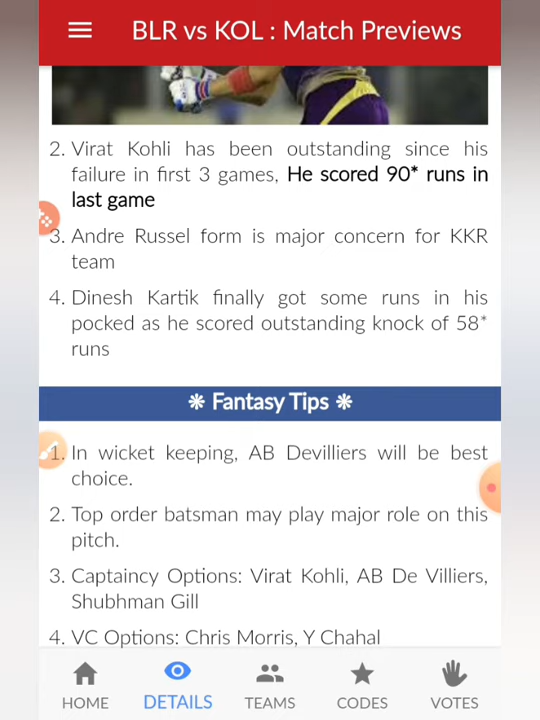 BLR vs KOL : Match Previews
2. Virat Kohli has been outstanding since his
failure in first 3 games, He scored 90* runs in
last game
3. Andre Russel form is major concern for KKR
team
4. Dinesh Kartik finally got some runs in his
pocked as he scored outstanding knock of 58*
runs
❋ Fantasy Tips ❋
1. In wicket keeping, AB Devilliers will be best
choice.
2. Top order batsman may play major role on this
pitch.
3. Captaincy Options: Virat Kohli, AB De Villiers,
Shubhman Gill
4. VC Options: Chris Morris, Y Chahal
HOME DETAILS TEAMS CODES VOTES